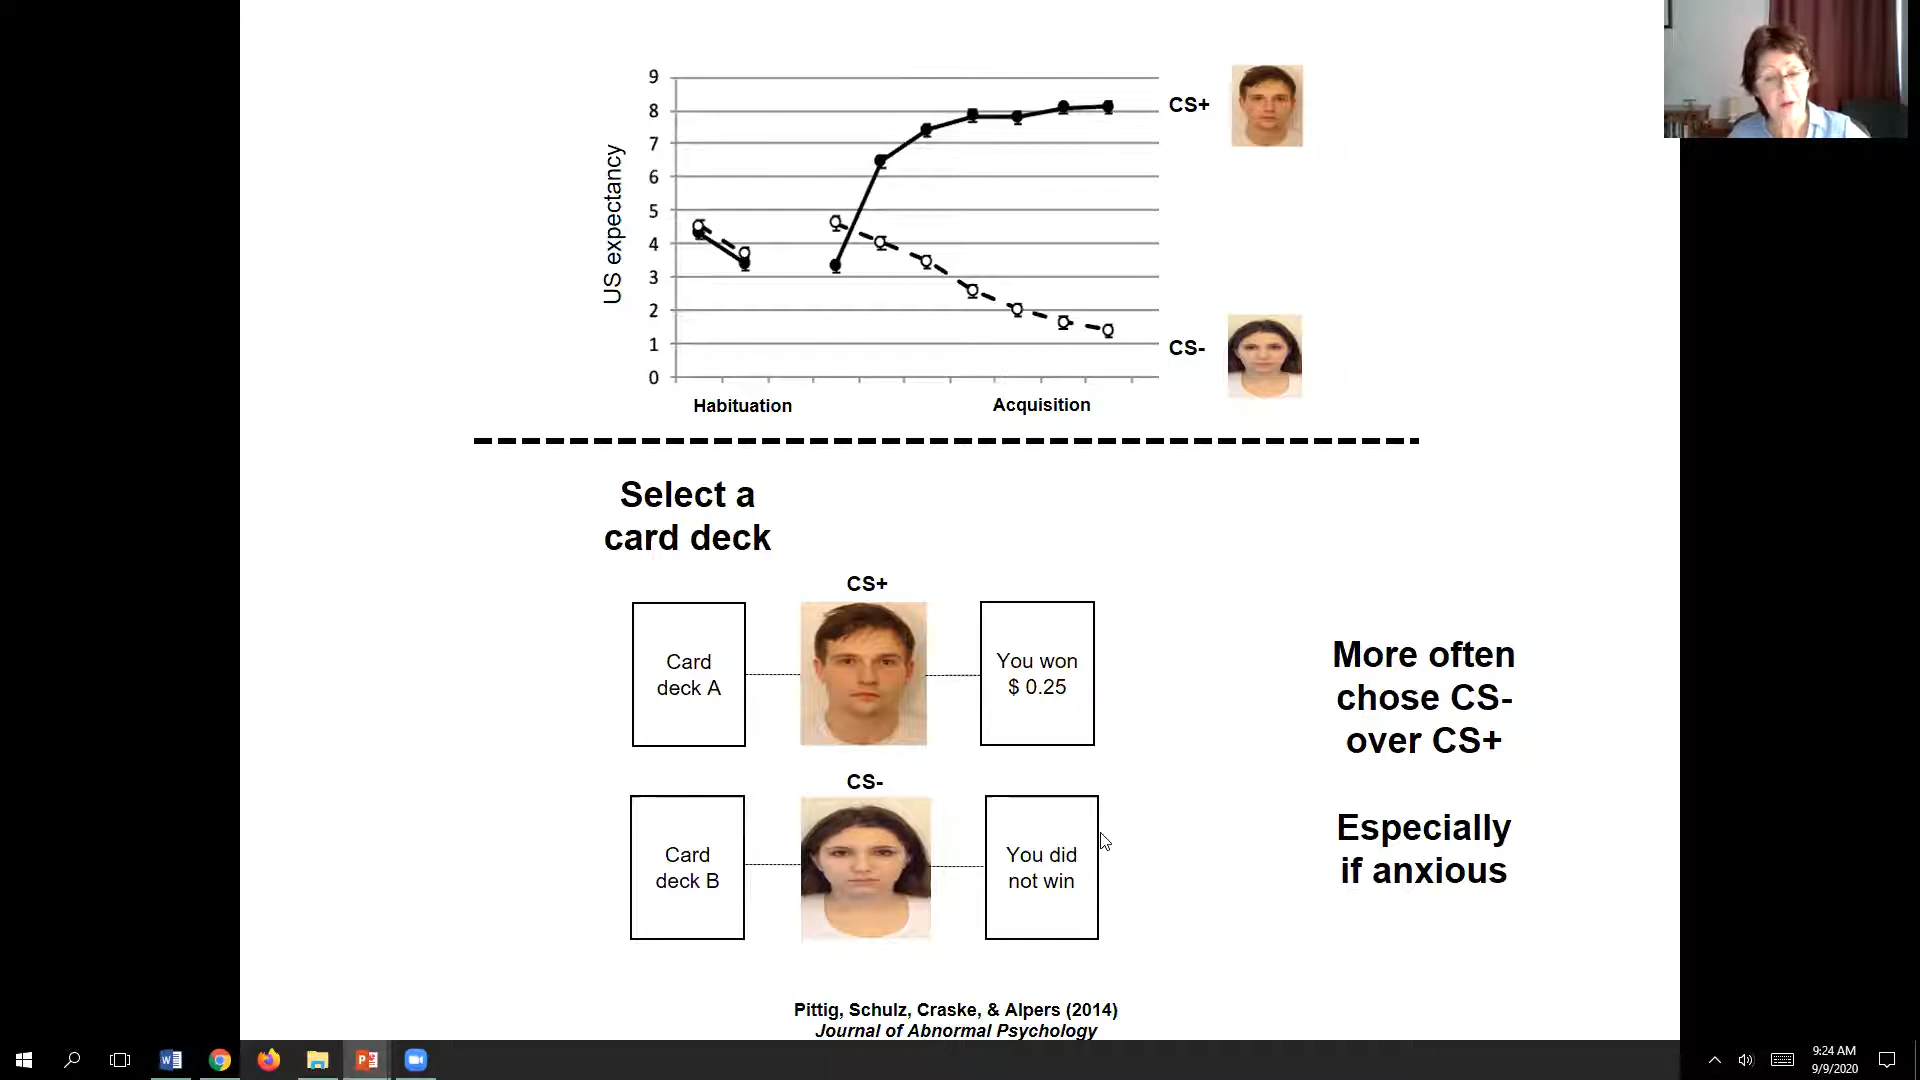 9
8
7
6
5
4
3
2
1
0
US expectancy
CS+
CS-
Habituation
Acquisition
Select a
card deck
CS+
Card
deck A
You won
$ 0.25
CS-
Card
deck B
You did
not win
More often
chose CS-
over CS+
Especially
if anxious
Pittig, Schulz, Craske, & Alpers (2014)
Journal of Abnormal Psychology
9:24 AM
9/9/2020